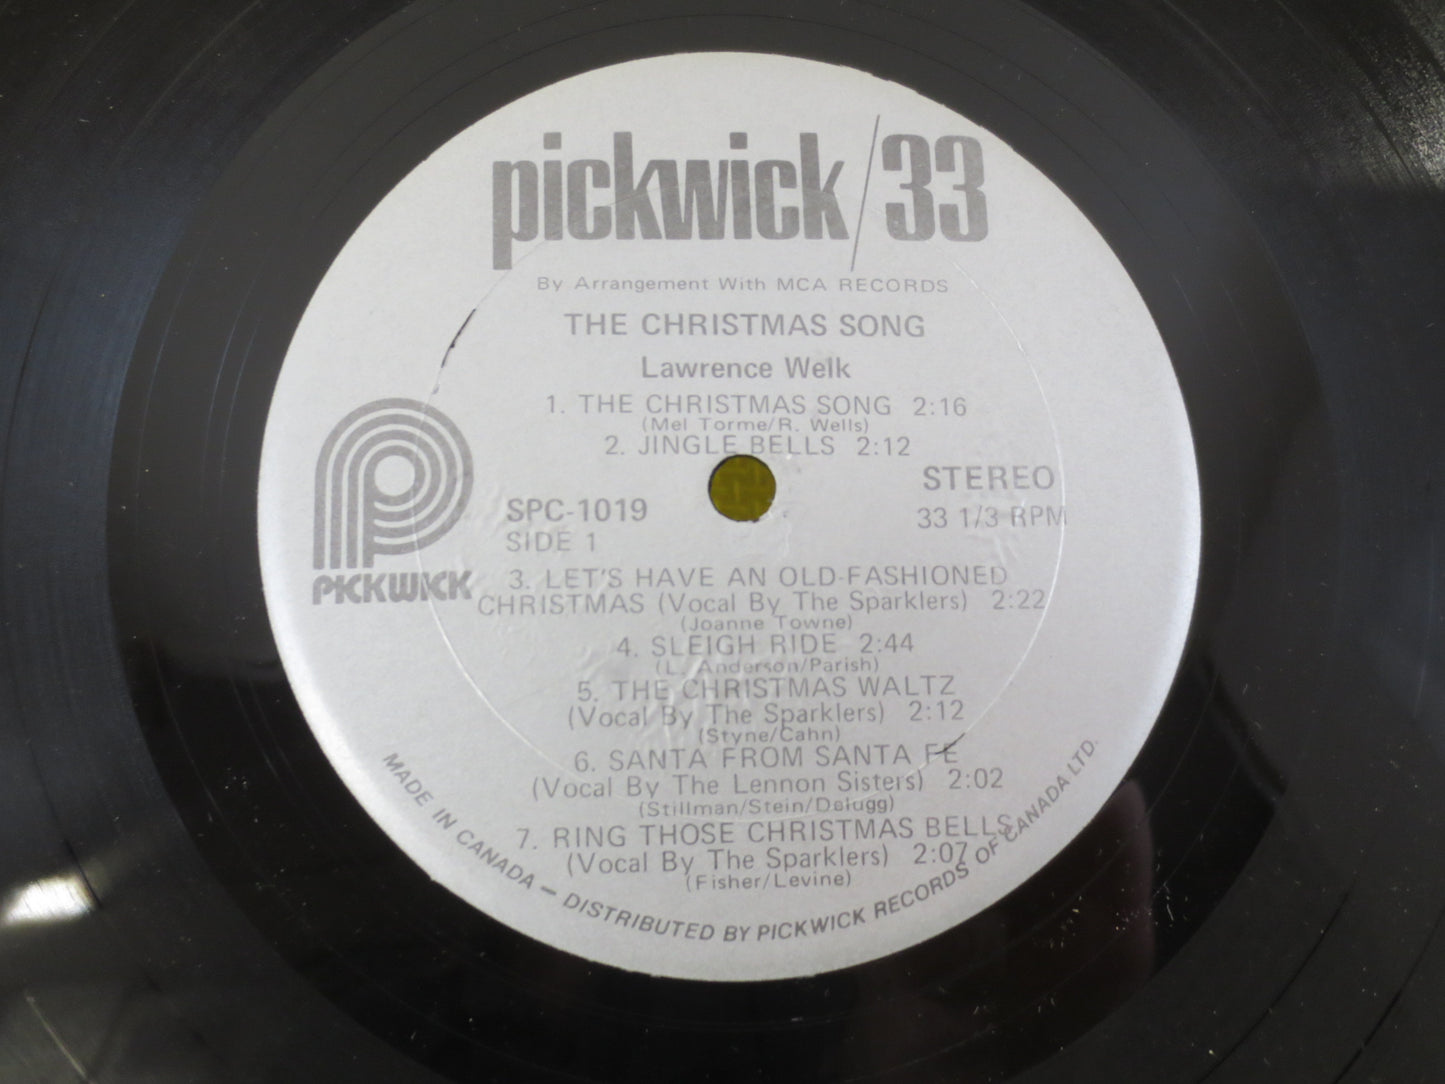 pickwick/33
By Arrangement With MCA RECORDS
THE CHRISTMAS SONG
Lawrence Welk
1. THE CHRISTMAS SONG 2:16
(Mel Torme/R. Wells)
2. JINGLE BELLS 2:12
PICKWICK
SPC-1019
SIDE 1
STEREO
33 1/3 RPM
3. LET'S HAVE AN OLD-FASHIONED
CHRISTMAS (Vocal By The Sparklers) 2:22
(Joanne Towne)
4. SLEIGH RIDE 2:44
(L. Anderson/Parish)
5. THE CHRISTMAS WALTZ
(Vocal By The Sparklers) 2:12
(Styne/Cahn)
6. SANTA FROM SANTA FE
(Vocal By The Lennon Sisters) 2:02
(Stillman/Stein/Dalugg)
7. RING THOSE CHRISTMAS BELLS
(Vocal By The Sparklers) 2:07
(Fisher/Levine)
MADE IN CANADA – DISTRIBUTED BY PICKWICK RECORDS OF CANADA LTD.